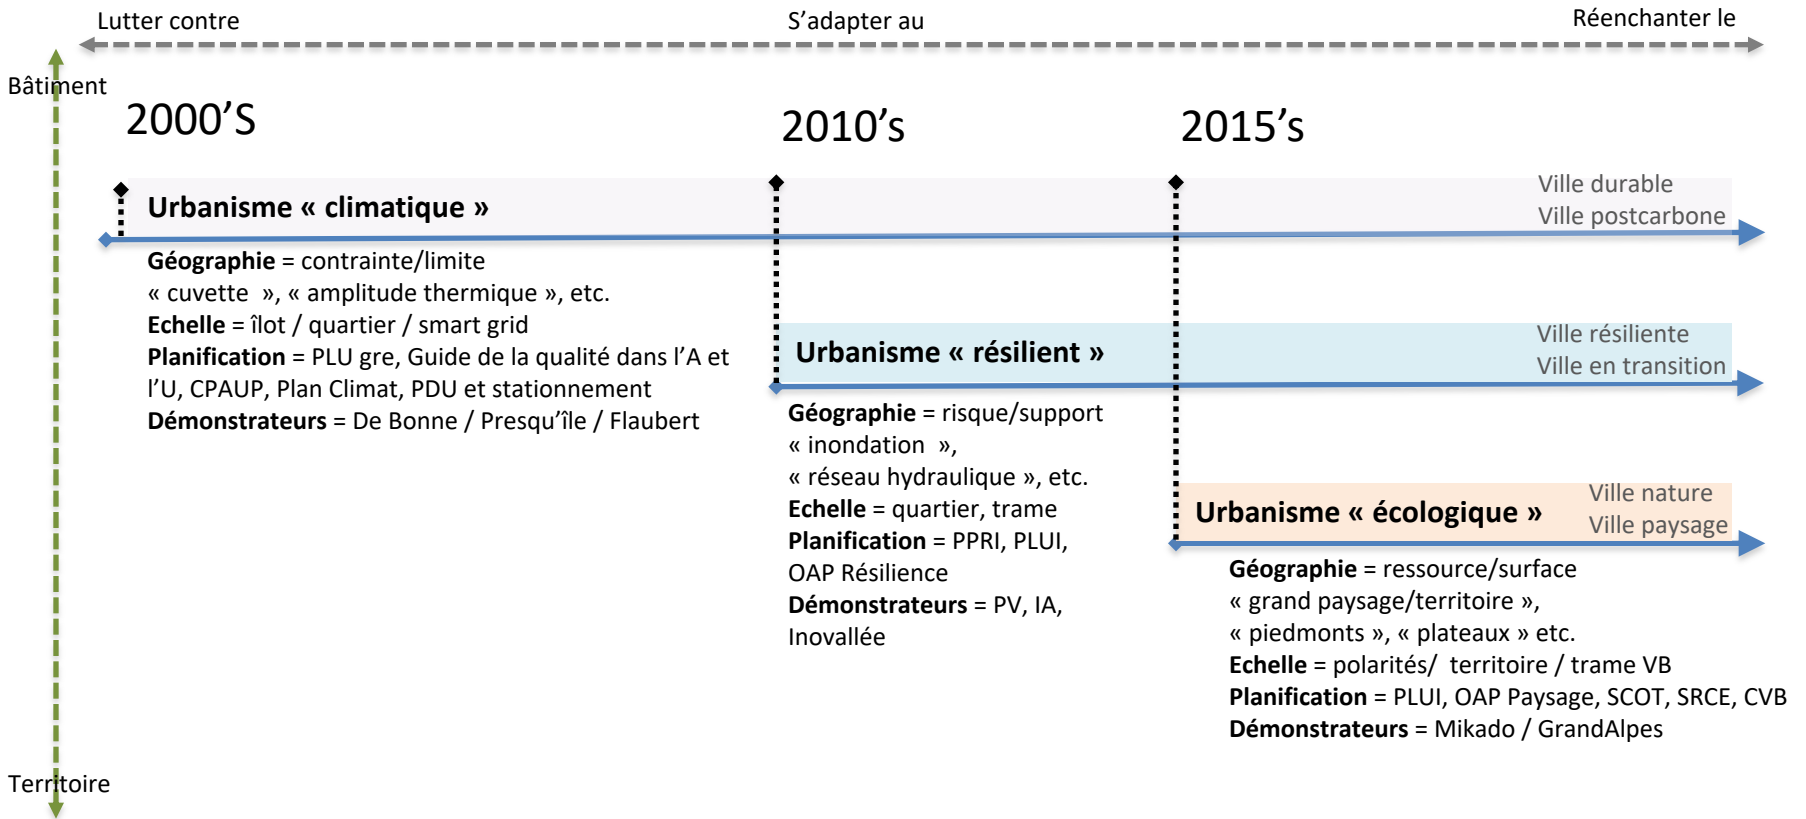 Lutter contre
S’adapter au
Réenchanter le
Bâtiment
2000’S
2010’s
2015’s
Urbanisme « climatique »
Ville durable
Ville postcarbone
Géographie = contrainte/limite
« cuvette », « amplitude thermique », etc.
Echelle = îlot / quartier / smart grid
Planification = PLU gre, Guide de la qualité dans l’A et
l’U, CPAUP, Plan Climat, PDU et stationnement
Démonstrateurs = De Bonne / Presqu’île / Flaubert
Urbanisme « résilient »
Ville résiliente
Ville en transition
Géographie = risque/support
« inondation »,
« réseau hydraulique », etc.
Echelle = quartier, trame
Planification = PPRI, PLUI,
OAP Résilience
Démonstrateurs = PV, IA,
Inovallée
Urbanisme « écologique »
Ville nature
Ville paysage
Géographie = ressource/surface
« grand paysage/territoire »,
« piedmonts », « plateaux » etc.
Echelle = polarités/ territoire / trame VB
Planification = PLUI, OAP Paysage, SCOT, SRCE, CVB
Démonstrateurs = Mikado / GrandAlpes
Territoire